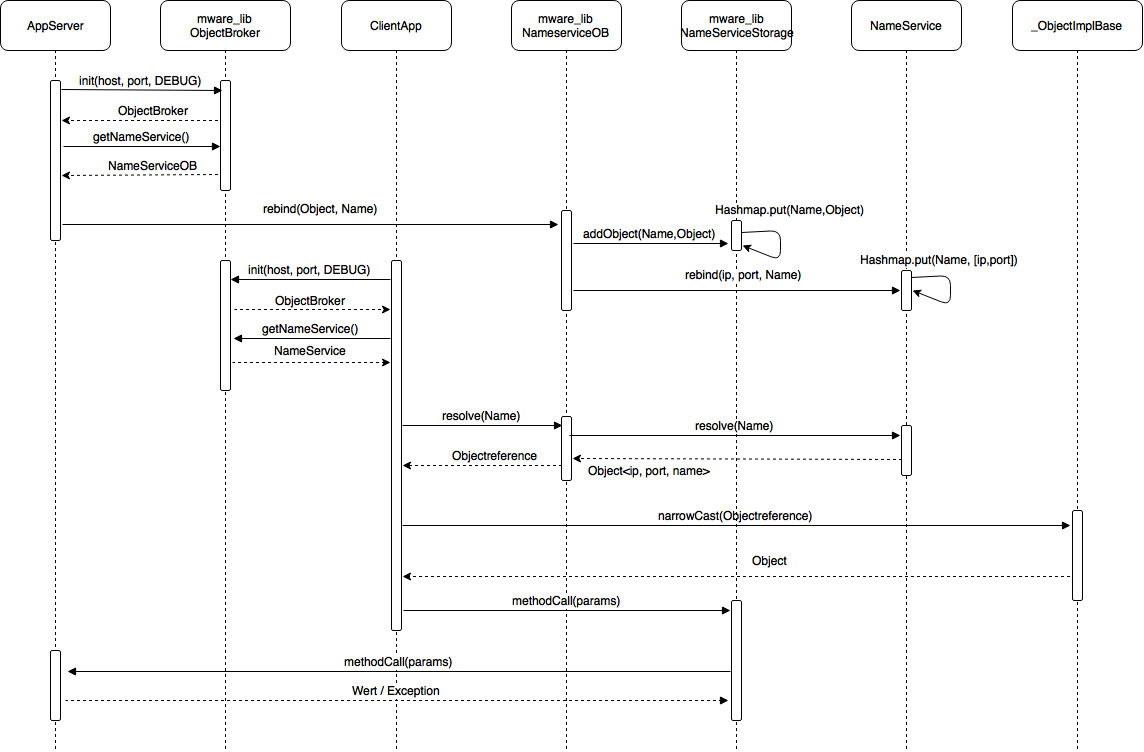 AppServer
mware_lib
ObjectBroker
ClientApp
mware_lib
NameserviceOB
mware_lib
NameServiceStorage
NameService
_ObjectImplBase
init(host, port, DEBUG)
ObjectBroker
getNameService()
NameServiceOB
rebind(Object, Name)
Hashmap.put(Name,Object)
addObject(Name,Object)
Hashmap.put(Name, [ip,port])
init(host, port, DEBUG)
rebind(ip, port, Name)
ObjectBroker
getNameService()
NameService
resolve(Name)
resolve(Name)
Objectreference
Object<ip, port, name>
narrowCast(Objectreference)
Object
methodCall(params)
methodCall(params)
Wert / Exception